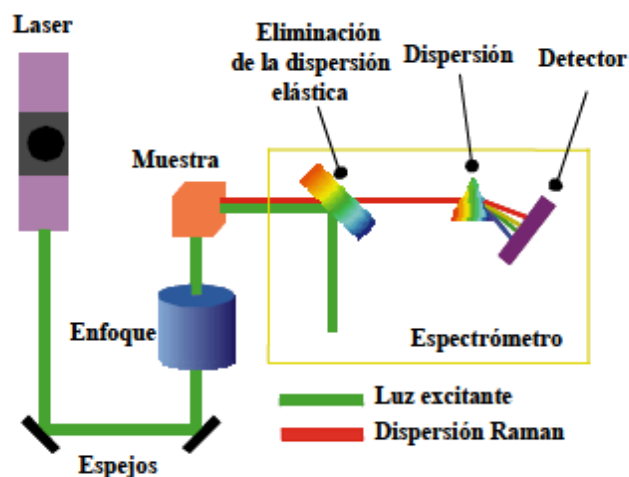 Laser
Eliminación
de la dispersión
elástica
Dispersión
Detector
Muestra
Enfoque
Espectrómetro
Luz excitante
Dispersión Raman
Espejos